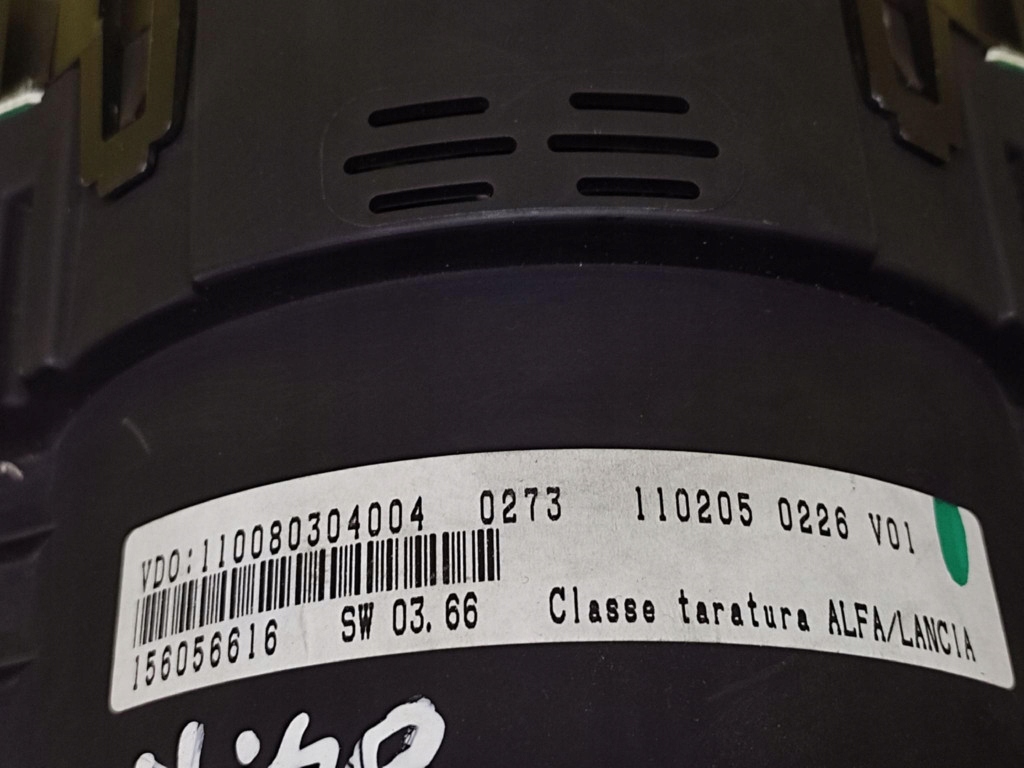 VDO:110080304004 0273 110205 0226 V01
156056616 SW 03.66 Classe taratura ALFA/LANCIA